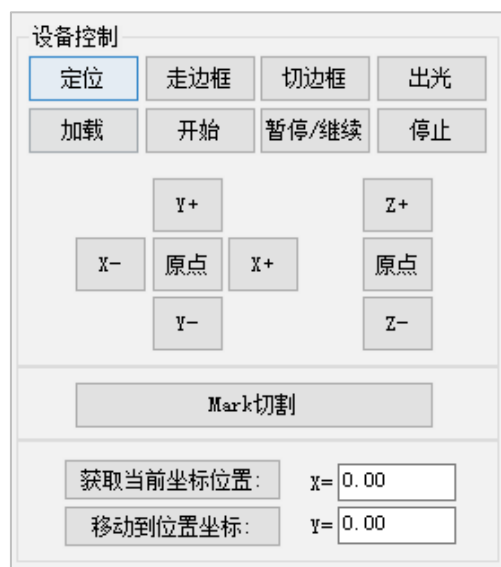 设备控制
定位 走边框 切边框 出光
加载 开始 暂停/继续 停止
Y+ Z+
X- 原点 X+ 原点
Y- Z-
Mark切割
获取当前坐标位置: X= 0.00
移动到位置坐标: Y= 0.00